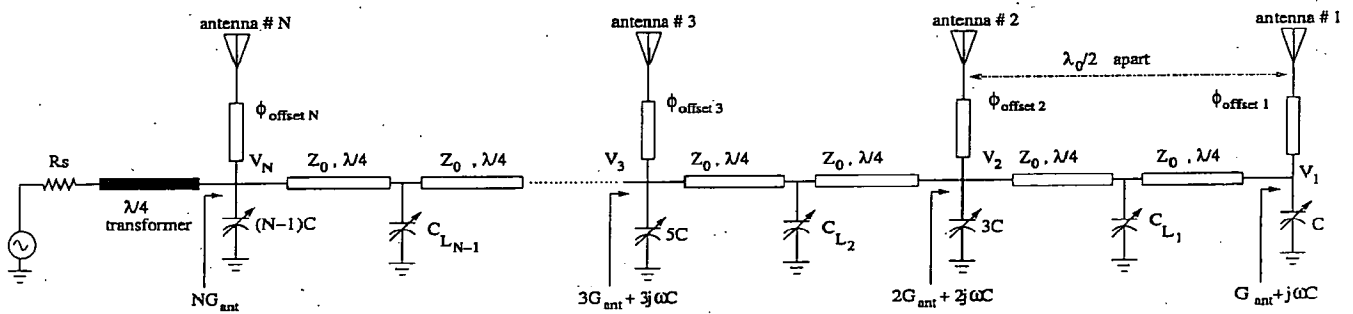 antenna # N
antenna # 3
antenna # 2
antenna # 1
λ0/2 apart
ϕoffset N
ϕoffset 3
ϕoffset 2
ϕoffset 1
Rs
VN
Z0 , λ/4
Z0 , λ/4
V3
Z0 , λ/4
Z0 , λ/4
V2
Z0 , λ/4
Z0 , λ/4
V1
λ/4
transformer
(N−1)C
CLN−1
5C
CL2
3C
CL1
C
NGant
3Gant + 3jωC
2Gant + 2jωC
Gant + jωC